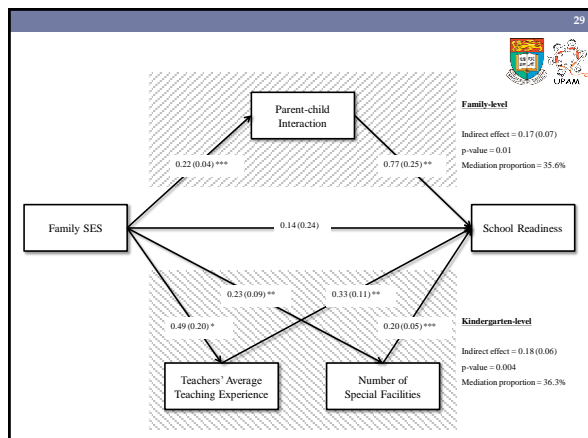 29
UPAM
Parent-child
Interaction
Family-level
Indirect effect = 0.17 (0.07)
p-value = 0.01
Mediation proportion = 35.6%
0.22 (0.04) ***
0.77 (0.25) **
Family SES
0.14 (0.24)
School Readiness
0.23 (0.09) **
0.33 (0.11) **
0.49 (0.20) *
0.20 (0.05) ***
Kindergarten-level
Indirect effect = 0.18 (0.06)
p-value = 0.004
Mediation proportion = 36.3%
Teachers' Average
Teaching Experience
Number of
Special Facilities